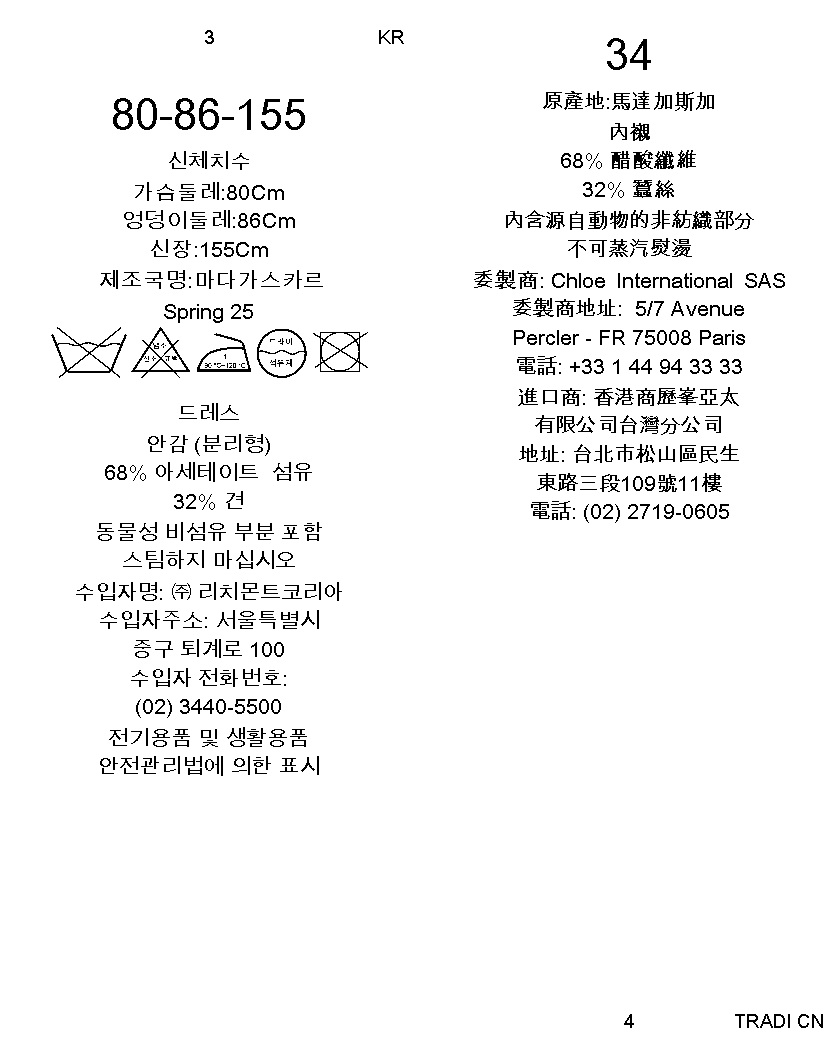 3
KR
80-86-155
신체치수
가슴둘레:80Cm
엉덩이둘레:86Cm
신장:155Cm
제조국명:마다가스카르
Spring 25
염소
산소 표백
1
90 ℃~120 ℃
드라이
석유계
드레스
안감 (분리형)
68% 아세테이트 섬유
32% 견
동물성 비섬유 부분 포함
스팀하지 마십시오
수입자명: ㈜ 리치몬트코리아
수입자주소: 서울특별시
중구 퇴계로 100
수입자 전화번호:
(02) 3440-5500
전기용품 및 생활용품
안전관리법에 의한 표시
34
原產地:馬達加斯加
內襯
68% 醋酸纖維
32% 蠶絲
內含源自動物的非紡織部分
不可蒸汽熨燙
委製商: Chloe International SAS
委製商地址: 5/7 Avenue
Percler - FR 75008 Paris
電話: +33 1 44 94 33 33
進口商: 香港商歷峯亞太
有限公司台灣分公司
地址: 台北市松山區民生
東路三段109號11樓
電話: (02) 2719-0605
4
TRADI CN